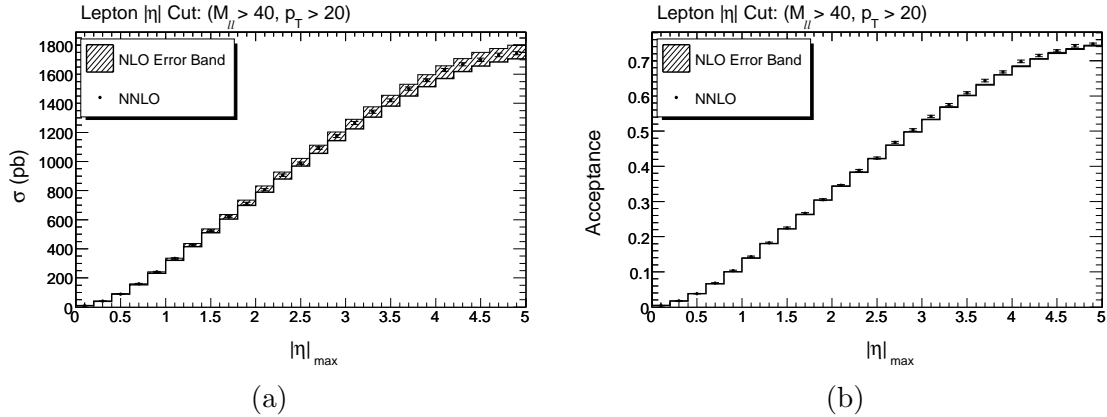 Lepton |η| Cut: (M_ll > 40, p_T > 20)
NLO Error Band
NNLO
σ (pb)
1800
1600
1400
1200
1000
800
600
400
200
0
0 0.5 1 1.5 2 2.5 3 3.5 4 4.5 5
|η|_max
(a)
Lepton |η| Cut: (M_ll > 40, p_T > 20)
NLO Error Band
NNLO
Acceptance
0.7
0.6
0.5
0.4
0.3
0.2
0.1
0
0 0.5 1 1.5 2 2.5 3 3.5 4 4.5 5
|η|_max
(b)